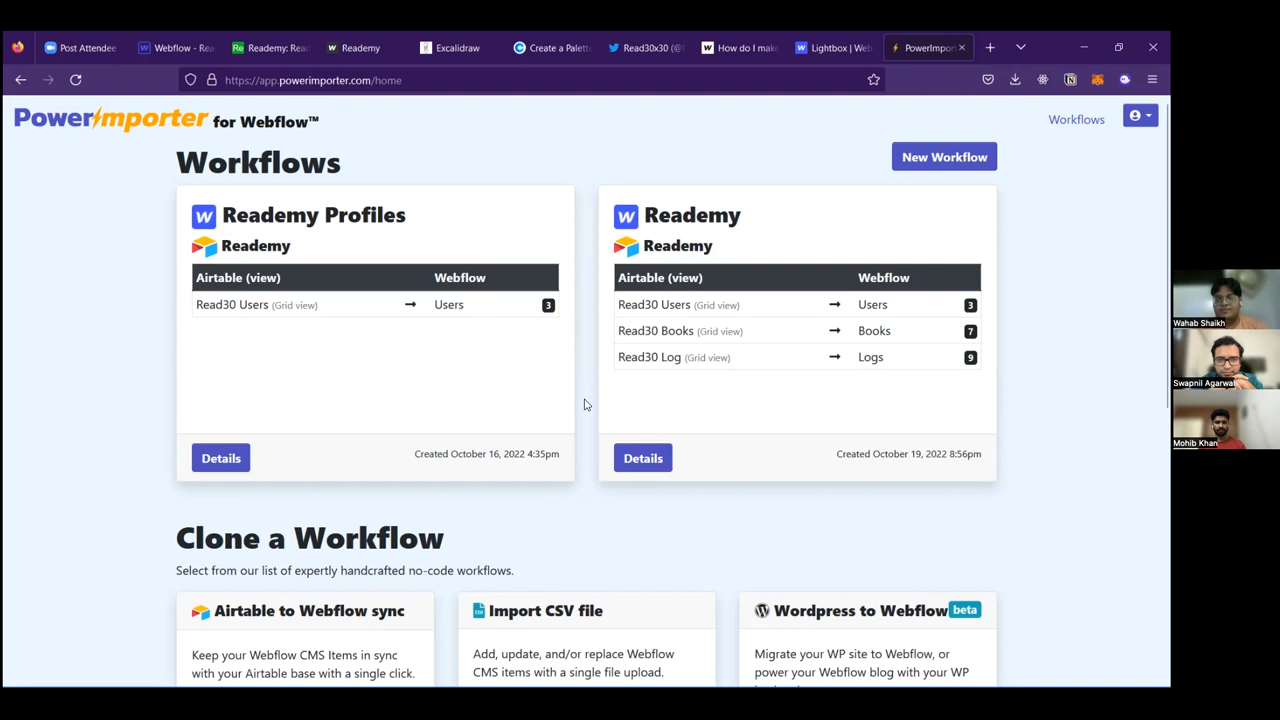 Post Attendee
Webflow - Rea
Reademy: Read
Reademy
Excalidraw
Create a Palett
Read30x30 (@
How do I make
Lightbox | Web
PowerImport
https://app.powerimporter.com/home
PowerImporter for Webflow™
Workflows
Workflows
New Workflow
Reademy Profiles
Reademy
Airtable (view) Webflow
Read30 Users (Grid view) → Users 3
Details
Created October 16, 2022 4:35pm
Reademy
Reademy
Airtable (view) Webflow
Read30 Users (Grid view) → Users 3
Read30 Books (Grid view) → Books 7
Read30 Log (Grid view) → Logs 9
Details
Created October 19, 2022 8:56pm
Clone a Workflow
Select from our list of expertly handcrafted no-code workflows.
Airtable to Webflow sync
Keep your Webflow CMS Items in sync
with your Airtable base with a single click.
Import CSV file
Add, update, and/or replace Webflow
CMS items with a single file upload.
Wordpress to Webflow beta
Migrate your WP site to Webflow, or
power your Webflow blog with your WP
Wahab Shaikh
Swapnil Agarwal
Mohib Khan